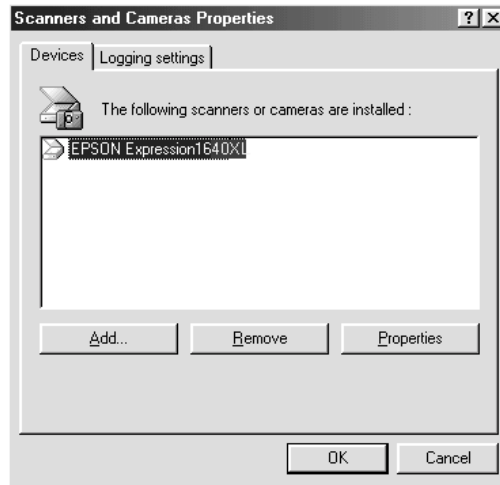 Scanners and Cameras Properties ? ×
Devices Logging settings
The following scanners or cameras are installed :
EPSON Expression1640XL
Add... Remove Properties
OK Cancel